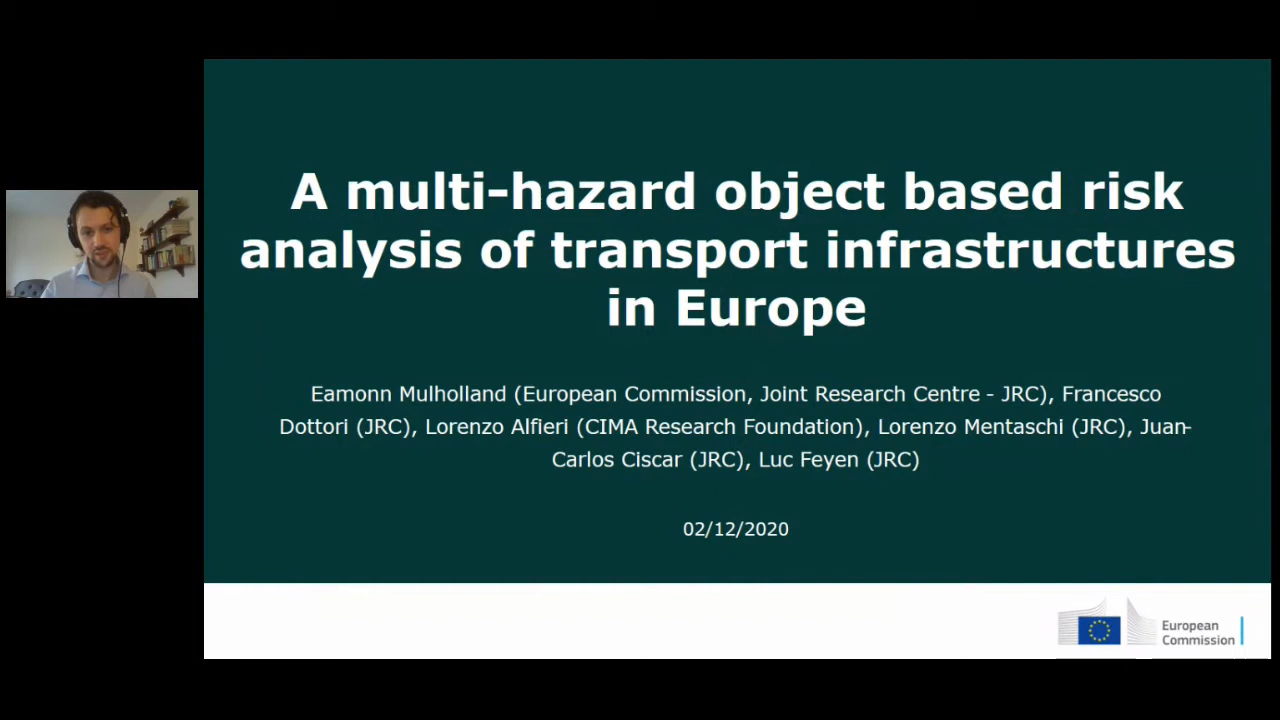 A multi-hazard object based risk
analysis of transport infrastructures
in Europe
Eamonn Mulholland (European Commission, Joint Research Centre - JRC), Francesco
Dottori (JRC), Lorenzo Alfieri (CIMA Research Foundation), Lorenzo Mentaschi (JRC), Juan-
Carlos Ciscar (JRC), Luc Feyen (JRC)
02/12/2020
European
Commission